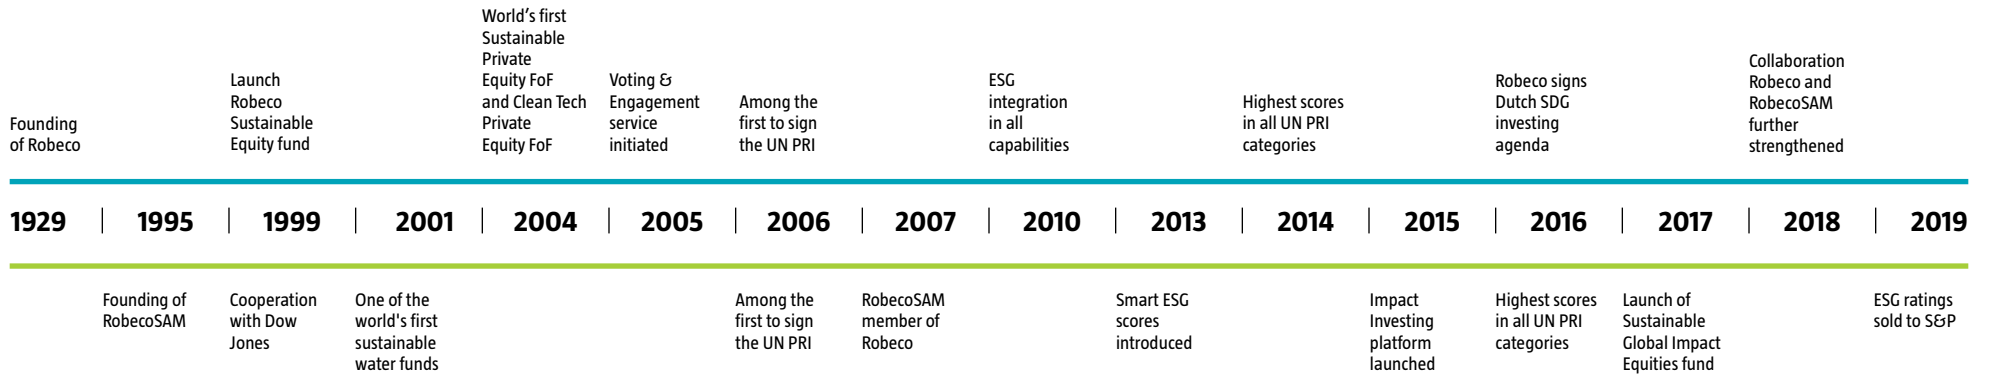 Founding
of Robeco
Launch
Robeco
Sustainable
Equity fund
World's first
Sustainable
Private
Equity FoF
and Clean Tech
Private
Equity FoF
Voting &
Engagement
service
initiated
Among the
first to sign
the UN PRI
ESG
integration
in all
capabilities
Highest scores
in all UN PRI
categories
Robeco signs
Dutch SDG
investing
agenda
Collaboration
Robeco and
RobecoSAM
further
strengthened
1929 | 1995 | 1999 | 2001 | 2004 | 2005 | 2006 | 2007 | 2010 | 2013 | 2014 | 2015 | 2016 | 2017 | 2018 | 2019
Founding of
RobecoSAM
Cooperation
with Dow
Jones
One of the
world's first
sustainable
water funds
Among the
first to sign
the UN PRI
RobecoSAM
member of
Robeco
Smart ESG
scores
introduced
Impact
Investing
platform
launched
Highest scores
in all UN PRI
categories
Launch of
Sustainable
Global Impact
Equities fund
ESG ratings
sold to S&P